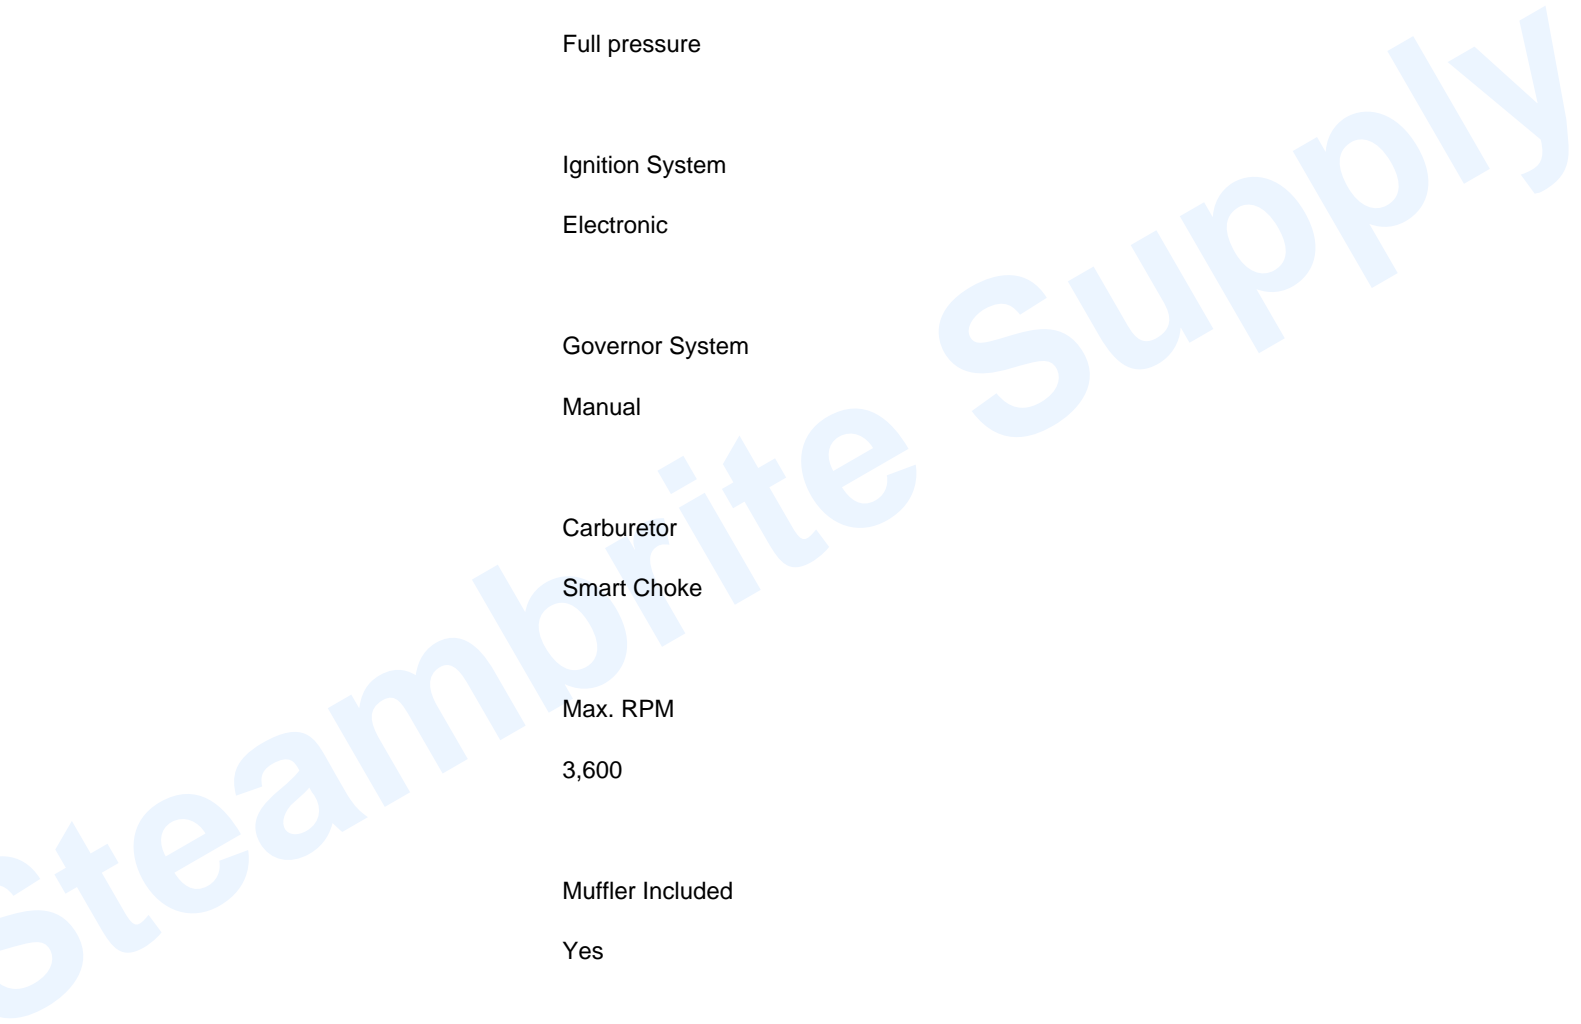 Full pressure
Ignition System
Electronic
Governor System
Manual
Carburetor
Smart Choke
Max. RPM
3,600
Muffler Included
Yes
Steambrite Supply